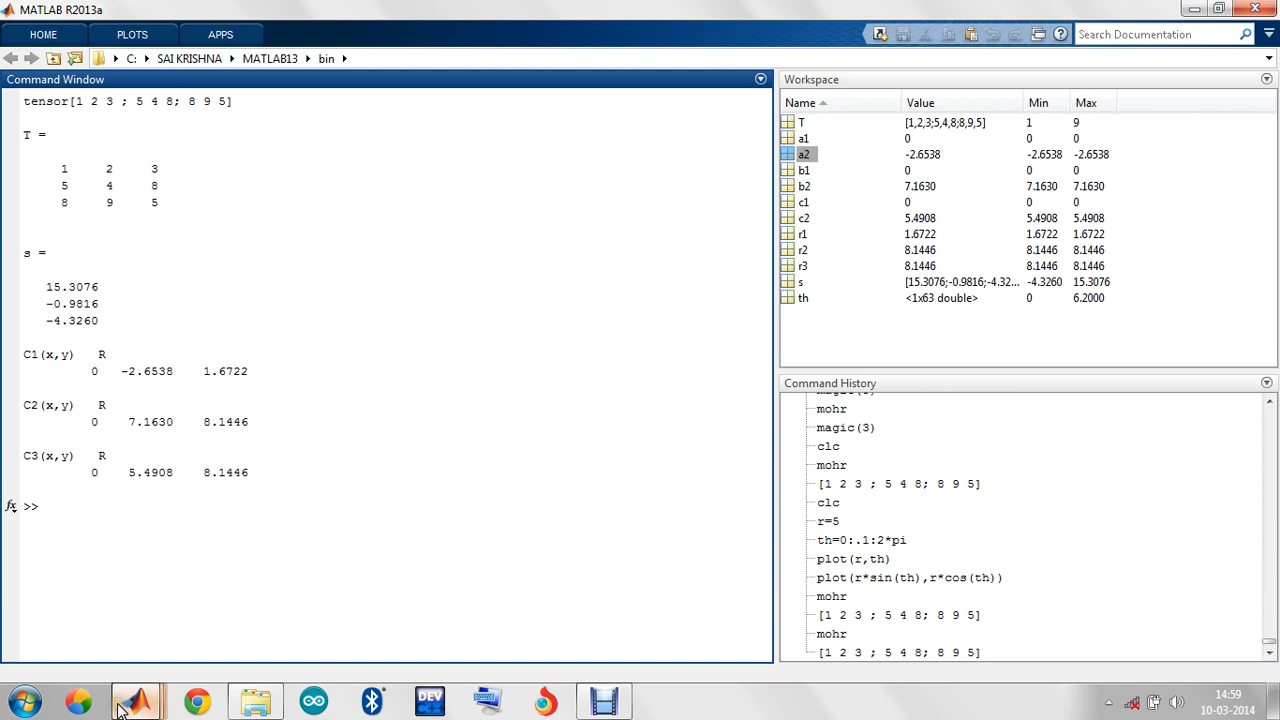 MATLAB R2013a
HOME PLOTS APPS
Search Documentation
C: SAI KRISHNA MATLAB13 bin
Command Window
tensor[1 2 3 ; 5 4 8; 8 9 5]
T =
1 2 3
5 4 8
8 9 5
s =
15.3076
-0.9816
-4.3260
C1(x,y) R
0 -2.6538 1.6722
C2(x,y) R
0 7.1630 8.1446
C3(x,y) R
0 5.4908 8.1446
fx >>
Workspace
Name Value Min Max
T [1,2,3;5,4,8;8,9,5] 1 9
a1 0 0 0
a2 -2.6538 -2.6538 -2.6538
b1 0 0 0
b2 7.1630 7.1630 7.1630
c1 0 0 0
c2 5.4908 5.4908 5.4908
r1 1.6722 1.6722 1.6722
r2 8.1446 8.1446 8.1446
r3 8.1446 8.1446 8.1446
s [15.3076;-0.9816;-4.32... -4.3260 15.3076
th <1x63 double> 0 6.2000
Command History
mohr
magic(3)
clc
mohr
[1 2 3 ; 5 4 8; 8 9 5]
clc
r=5
th=0:.1:2*pi
plot(r,th)
plot(r*sin(th),r*cos(th))
mohr
[1 2 3 ; 5 4 8; 8 9 5]
mohr
[1 2 3 ; 5 4 8; 8 9 5]
DEV
14:59
10-03-2014